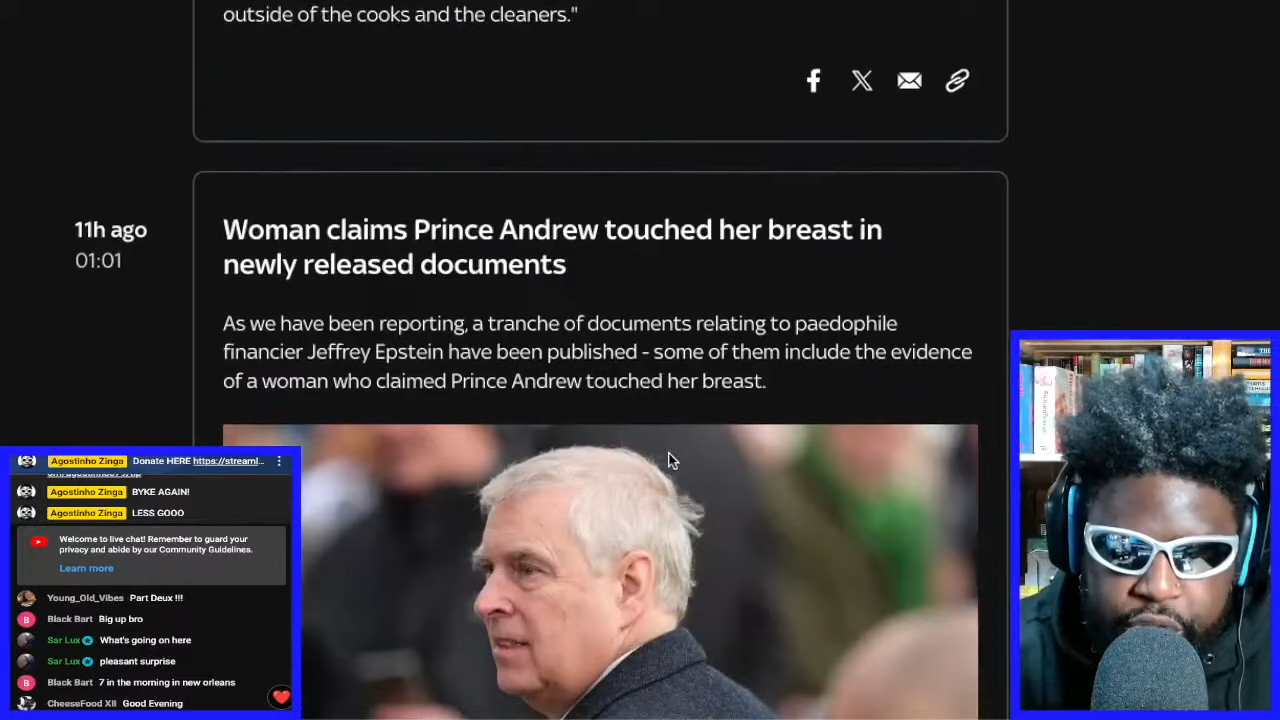 outside of the cooks and the cleaners."
11h ago
01:01
Woman claims Prince Andrew touched her breast in
newly released documents
As we have been reporting, a tranche of documents relating to paedophile
financier Jeffrey Epstein have been published - some of them include the evidence
of a woman who claimed Prince Andrew touched her breast.
Agostinho Zinga Donate HERE https://streaml...
Agostinho Zinga BYKE AGAIN!
Agostinho Zinga LESS GOOO
Welcome to live chat! Remember to guard your
privacy and abide by our Community Guidelines.
Learn more
Young_Old_Vibes Part Deux !!!
B Black Bart Big up bro
Sar Lux What's going on here
Sar Lux pleasant surprise
B Black Bart 7 in the morning in new orleans
CheeseFood XII Good Evening